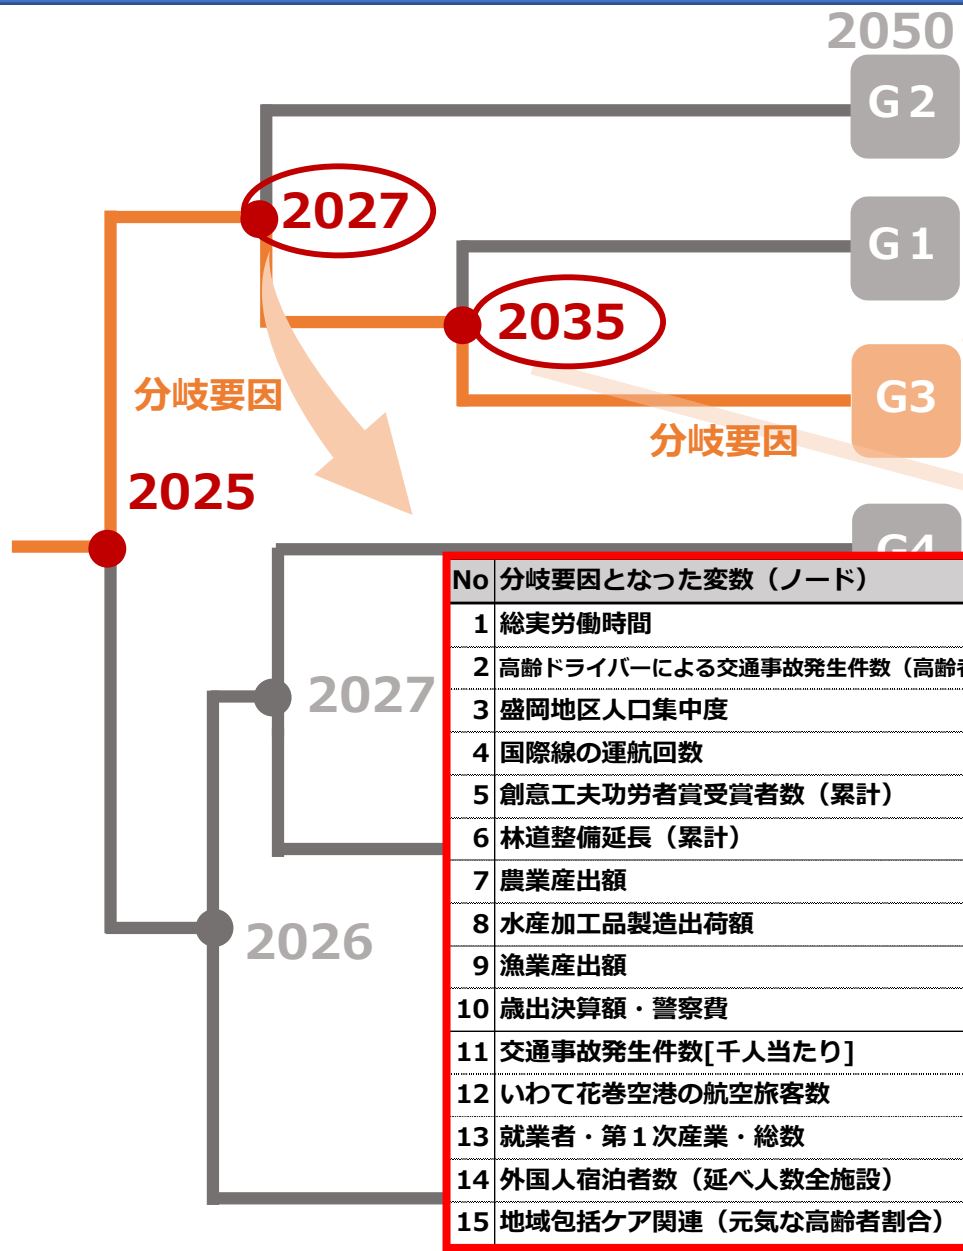 2050
G2
2027
G1
2035
G3
分岐要因
分岐要因
2025
G4
2027
2026
No 分岐要因となった変数（ノード）
1 総実労働時間
2 高齢ドライバーによる交通事故発生件数（高齢
3 盛岡地区人口集中度
4 国際線の運航回数
5 創意工夫功労者賞受賞者数（累計）
6 林道整備延長（累計）
7 農業産出額
8 水産加工品製造出荷額
9 漁業産出額
10 歳出決算額・警察費
11 交通事故発生件数[千人当たり]
12 いわて花巻空港の航空旅客数
13 就業者・第１次産業・総数
14 外国人宿泊者数（延べ人数全施設）
15 地域包括ケア関連（元気な高齢者割合）